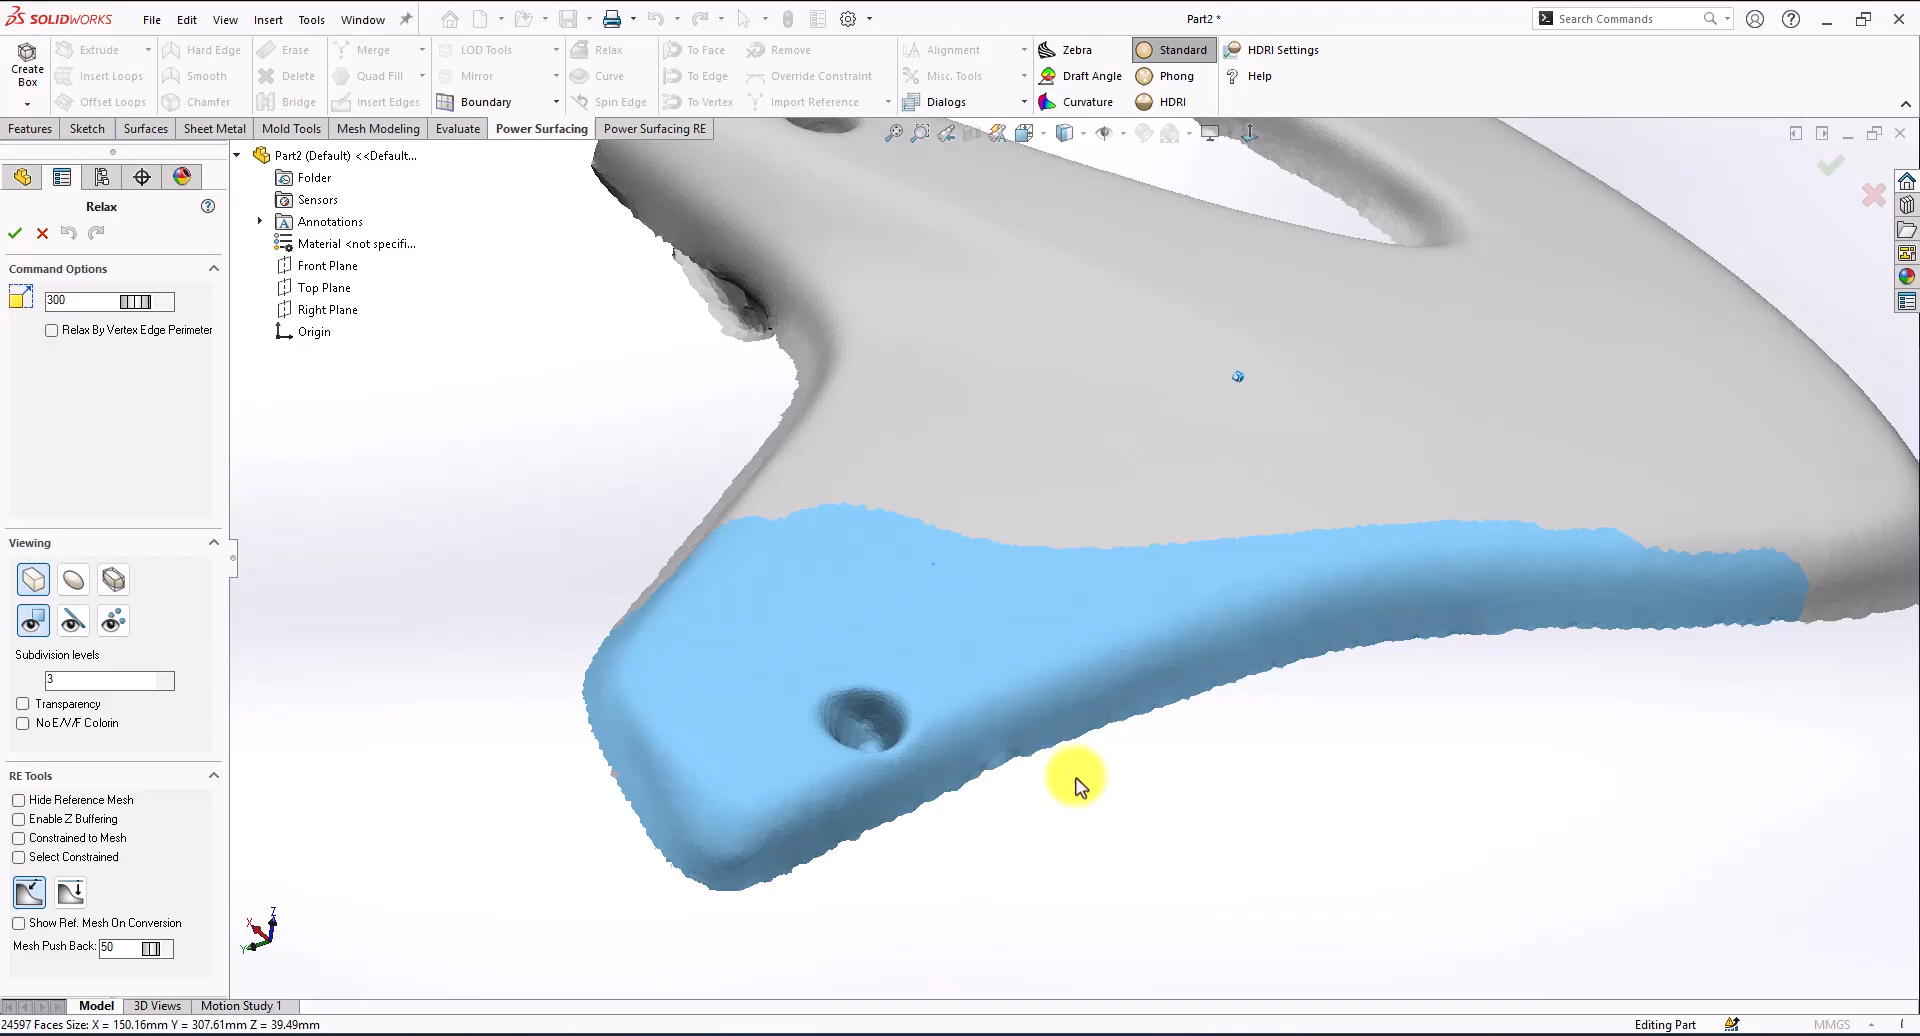 SOLIDWORKS
File
Edit
View
Insert
Tools
Window
Part2 *
Search Commands
Create Box
Extrude
Insert Loops
Offset Loops
Hard Edge
Smooth
Chamfer
Erase
Delete
Bridge
Merge
Quad Fill
Insert Edges
LOD Tools
Mirror
Boundary
Relax
Curve
Spin Edge
To Face
To Edge
To Vertex
Remove
Override Constraint
Import Reference
Alignment
Misc. Tools
Dialogs
Zebra
Draft Angle
Curvature
Standard
Phong
HDRI
HDRI Settings
Help
Features
Sketch
Surfaces
Sheet Metal
Mold Tools
Mesh Modeling
Evaluate
Power Surfacing
Power Surfacing RE
Part2 (Default) <<Default...
Folder
Sensors
Annotations
Material <not specifi...
Front Plane
Top Plane
Right Plane
Origin
Relax
Command Options
300
Relax By Vertex Edge Perimeter
Viewing
Subdivision levels
3
Transparency
No E/V/F Colorin
RE Tools
Hide Reference Mesh
Enable Z Buffering
Constrained to Mesh
Select Constrained
Show Ref. Mesh On Conversion
Mesh Push Back: 50
Z
X
Y
Model
3D Views
Motion Study 1
24597 Faces Size: X = 150.16mm Y = 307.61mm Z = 39.49mm
Editing Part
MMGS